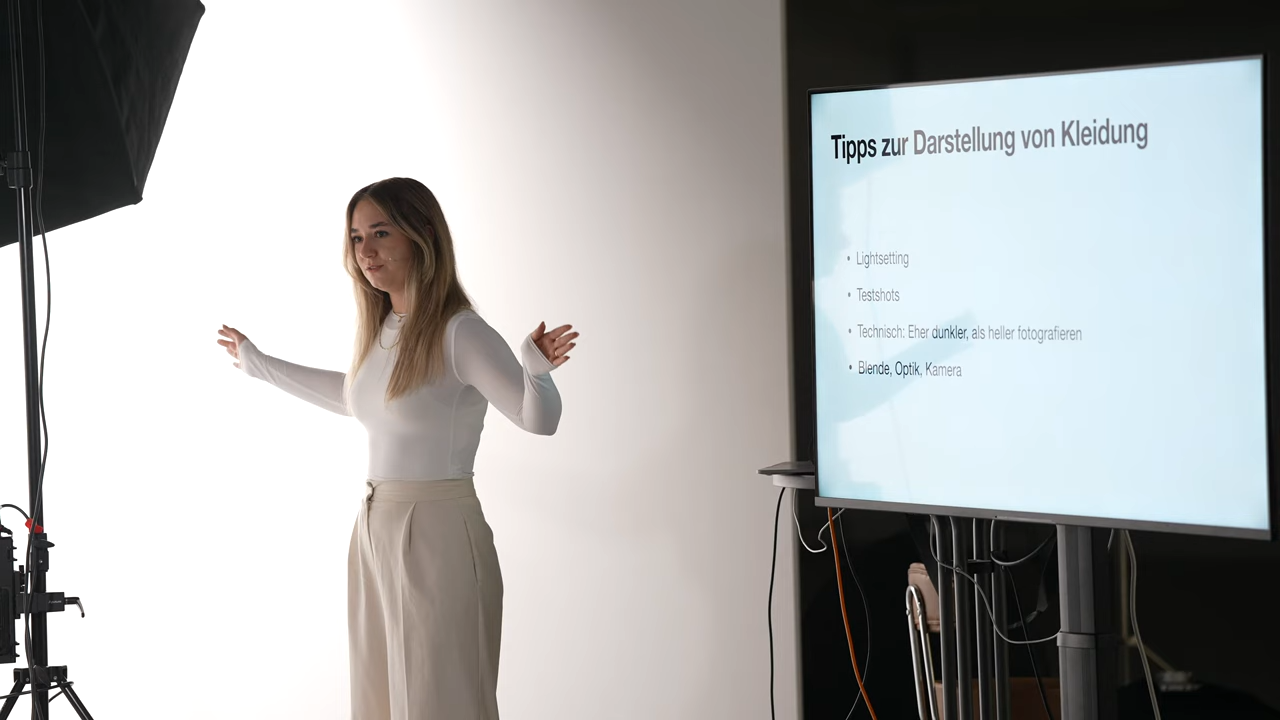 Tipps zur Darstellung von Kleidung
• Lightsetting
• Testshots
• Technisch: Eher dunkler, als heller fotografieren
• Blende, Optik, Kamera